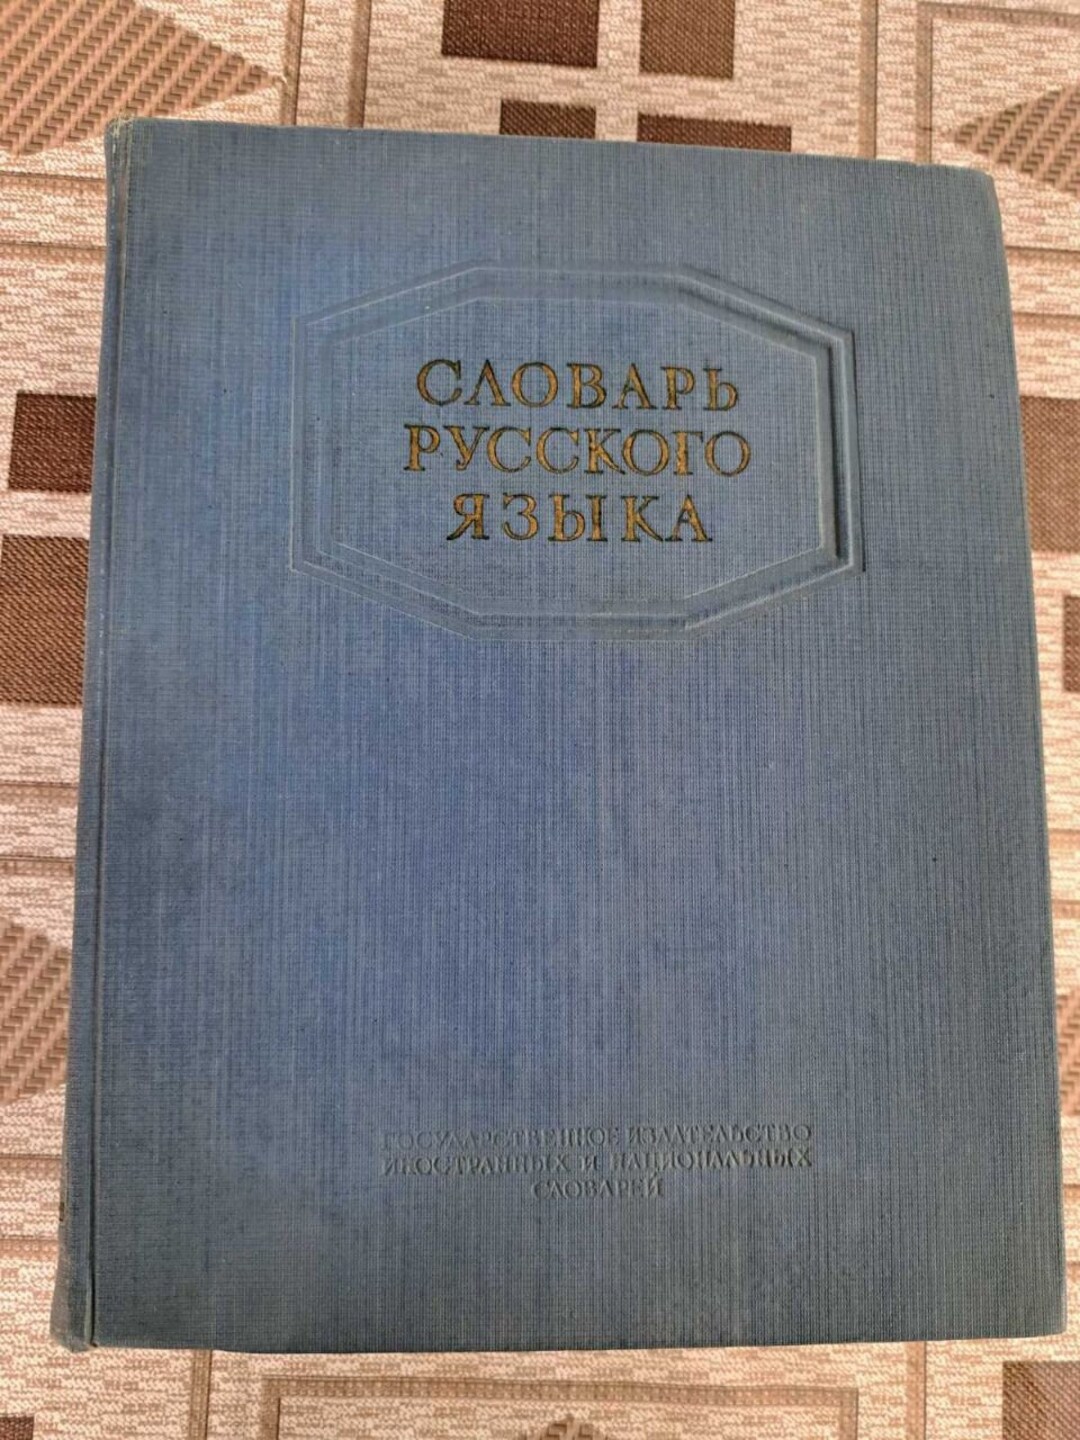 СЛОВАРЬ
РУССКОГО
ЯЗЫКА
ГОСУДАРСТВЕННОЕ ИЗДАТЕЛЬСТВО
ИНОСТРАННЫХ И НАЦИОНАЛЬНЫХ
СЛОВАРЕЙ